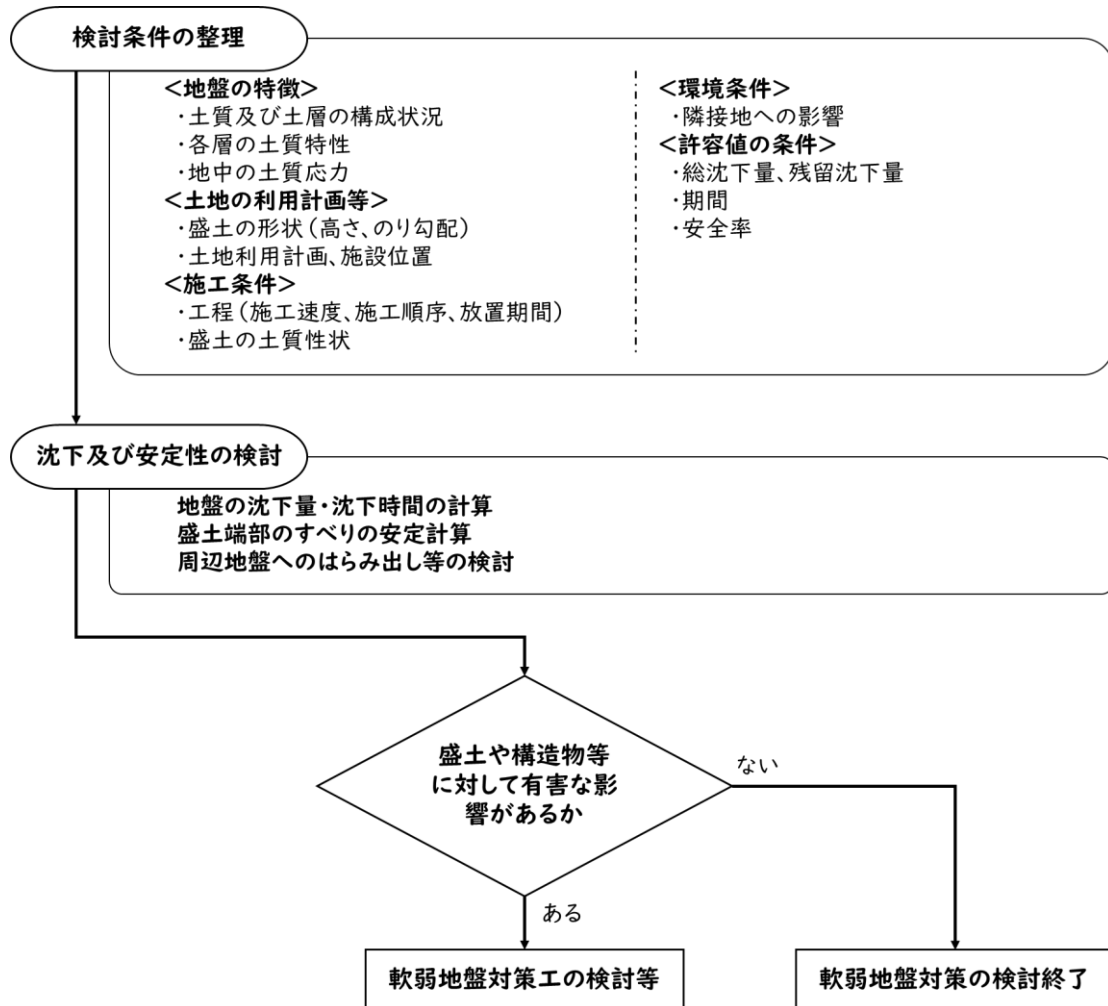 検討条件の整理
<地盤の特徴>
・土質及び土層の構成状況
・各層の土質特性
・地中の土質応力
<土地の利用計画等>
・盛土の形状（高さ、のり勾配）
・土地利用計画、施設位置
<施工条件>
・工程（施工速度、施工順序、放置期間）
・盛土の土質性状
<環境条件>
・隣接地への影響
<許容値の条件>
・総沈下量、残留沈下量
・期間
・安全率
沈下及び安定性の検討
地盤の沈下量・沈下時間の計算
盛土端部のすべりの安定計算
周辺地盤へのはらみ出し等の検討
盛土や構造物等
に対して有害な影
響があるか
ない
ある
軟弱地盤対策工の検討等
軟弱地盤対策の検討終了